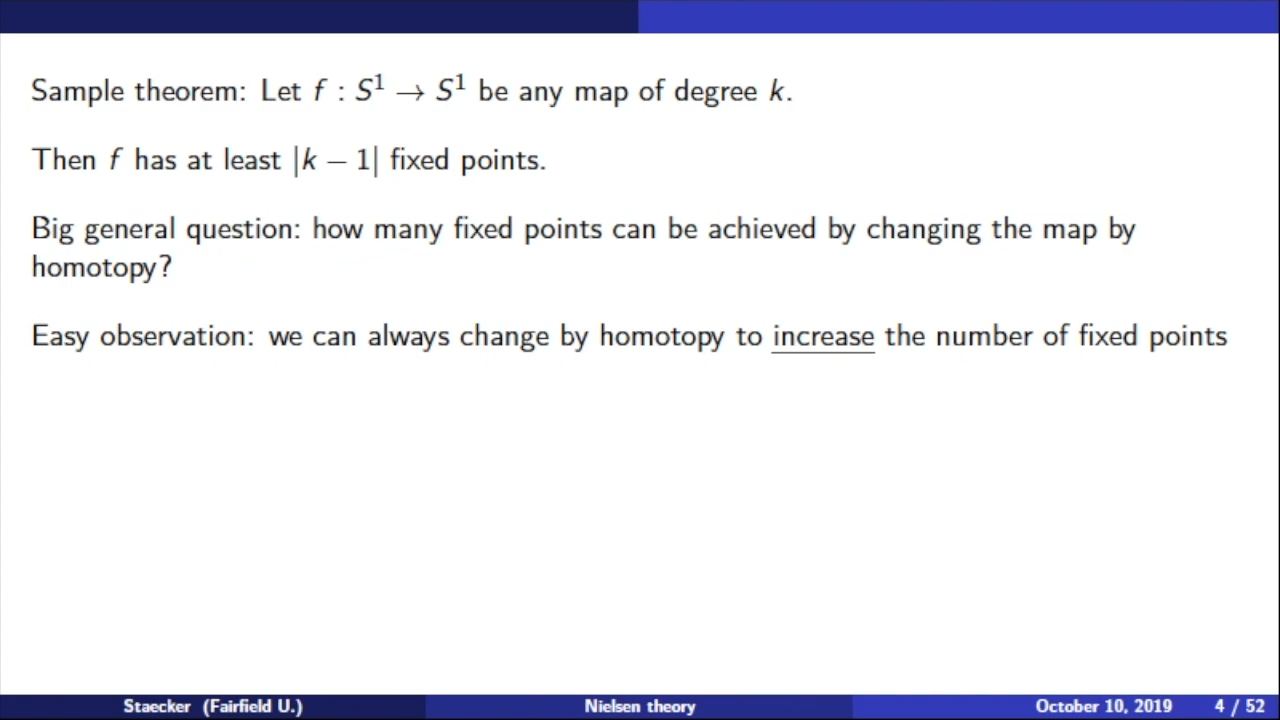 Sample theorem: Let f : S¹ → S¹ be any map of degree k.
Then f has at least |k − 1| fixed points.
Big general question: how many fixed points can be achieved by changing the map by
homotopy?
Easy observation: we can always change by homotopy to increase the number of fixed points
Staecker (Fairfield U.) Nielsen theory October 10, 2019 4 / 52